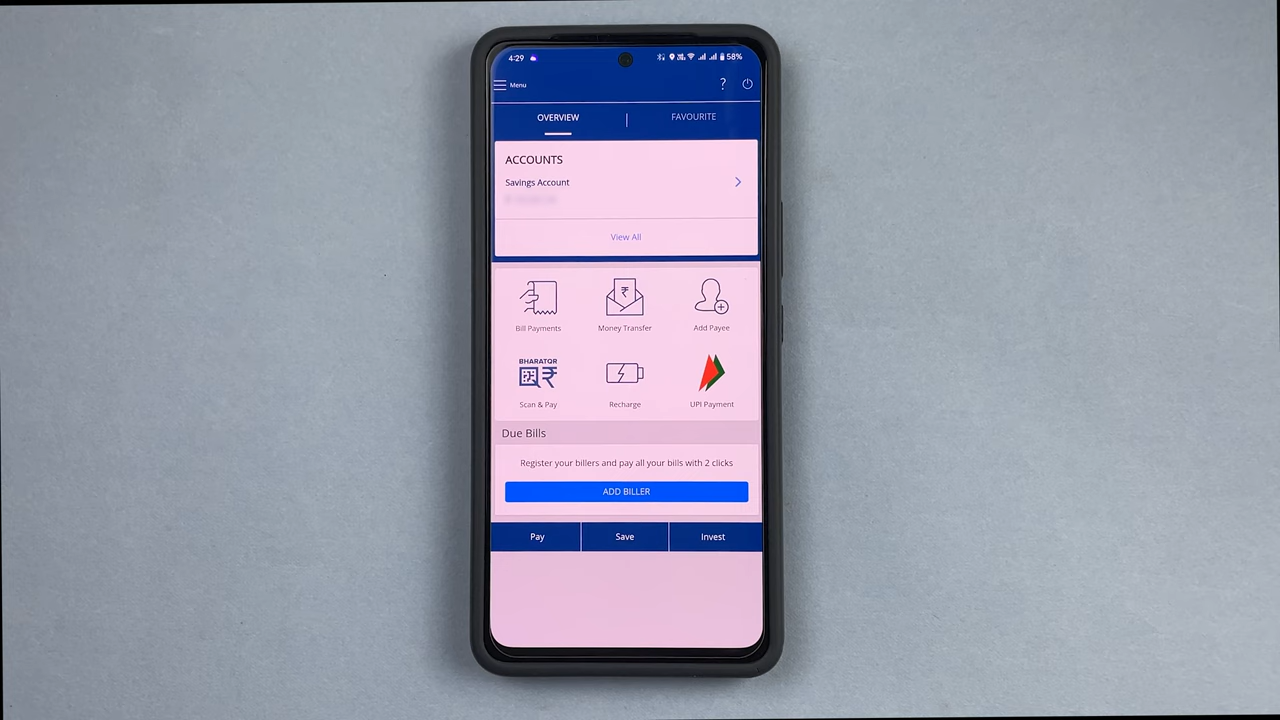 4:29 58%
Menu ?
OVERVIEW | FAVOURITE
ACCOUNTS
Savings Account
View All
Bill Payments Money Transfer Add Payee
BHARATQR
Scan & Pay Recharge UPI Payment
Due Bills
Register your billers and pay all your bills with 2 clicks
ADD BILLER
Pay Save Invest